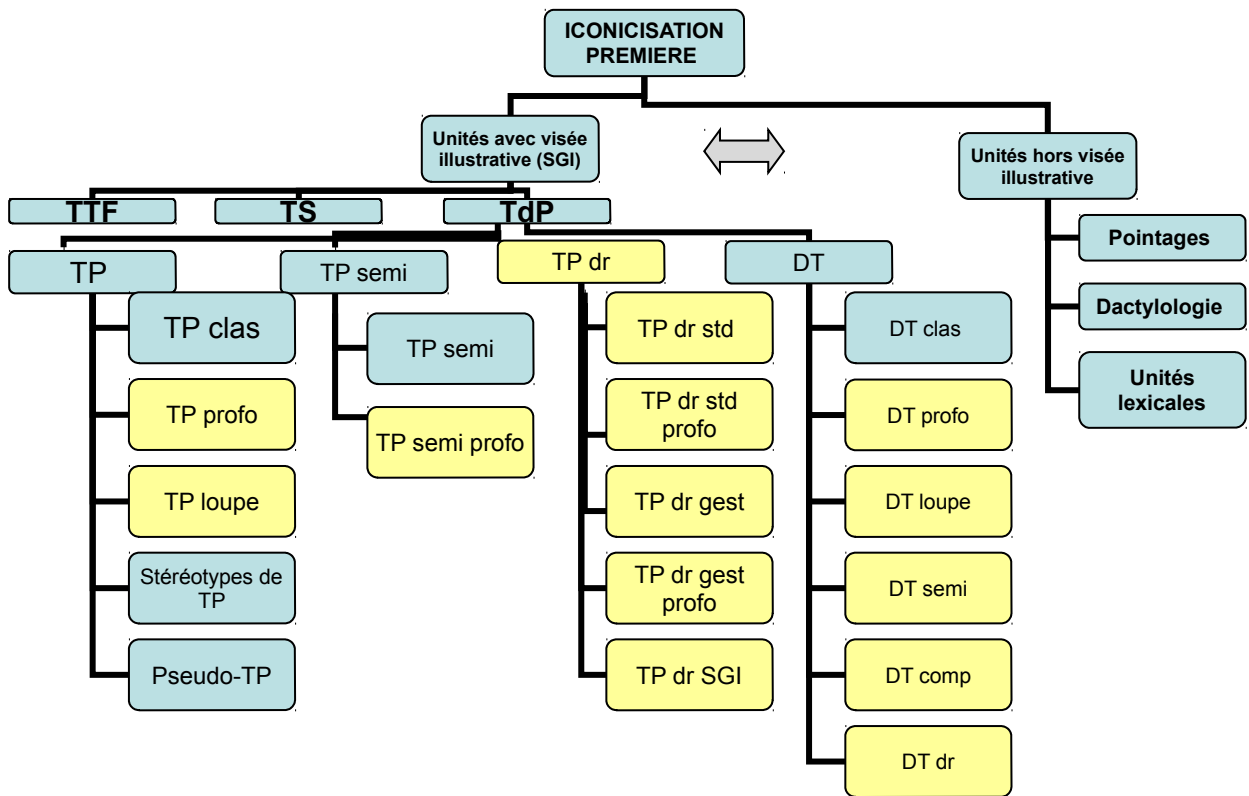 ICONICISATION
PREMIERE
Unités avec visée
illustrative (SGI)
Unités hors visée
illustrative
TTF
TS
TdP
Pointages
Dactylologie
Unités
lexicales
TP
TP semi
TP dr
DT
TP clas
TP profo
TP loupe
Stéréotypes de
TP
Pseudo-TP
TP semi
TP semi profo
TP dr std
TP dr std
profo
TP dr gest
TP dr gest
profo
TP dr SGI
DT clas
DT profo
DT loupe
DT semi
DT comp
DT dr